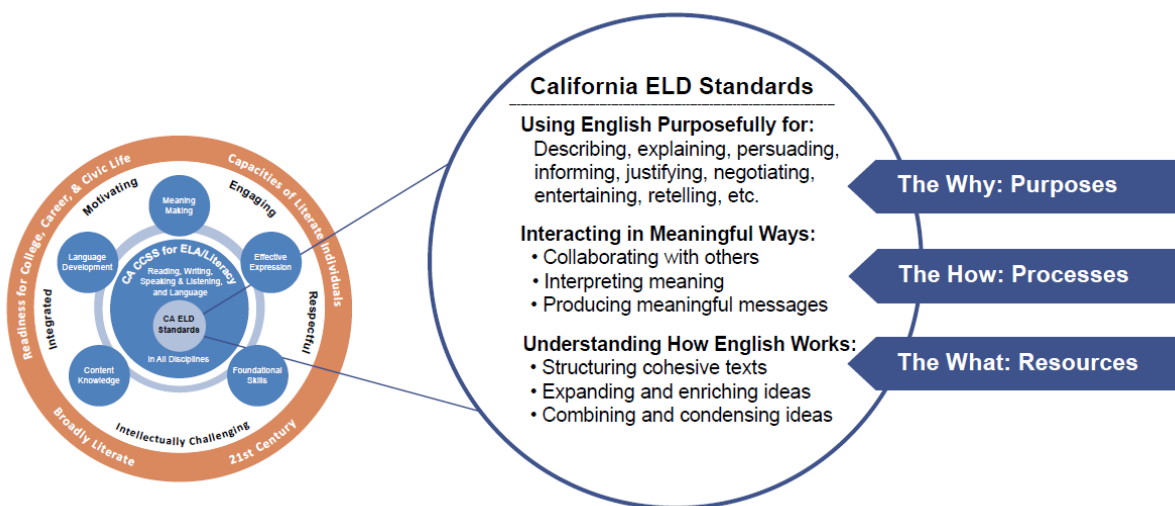 Readiness for College, Career, & Civic Life
Capacities of Literate Individuals
Broadly Literate
21st Century
Motivating
Engaging
Integrated
Respectful
Intellectually Challenging
Meaning
Making
Language
Development
Effective
Expression
Content
Knowledge
Foundational
Skills
CA CCSS for ELA/Literacy
Reading, Writing,
Speaking & Listening,
and Language
CA ELD
Standards
In All Disciplines
California ELD Standards
Using English Purposefully for:
Describing, explaining, persuading,
informing, justifying, negotiating,
entertaining, retelling, etc.
The Why: Purposes
Interacting in Meaningful Ways:
• Collaborating with others
• Interpreting meaning
• Producing meaningful messages
The How: Processes
Understanding How English Works:
• Structuring cohesive texts
• Expanding and enriching ideas
• Combining and condensing ideas
The What: Resources